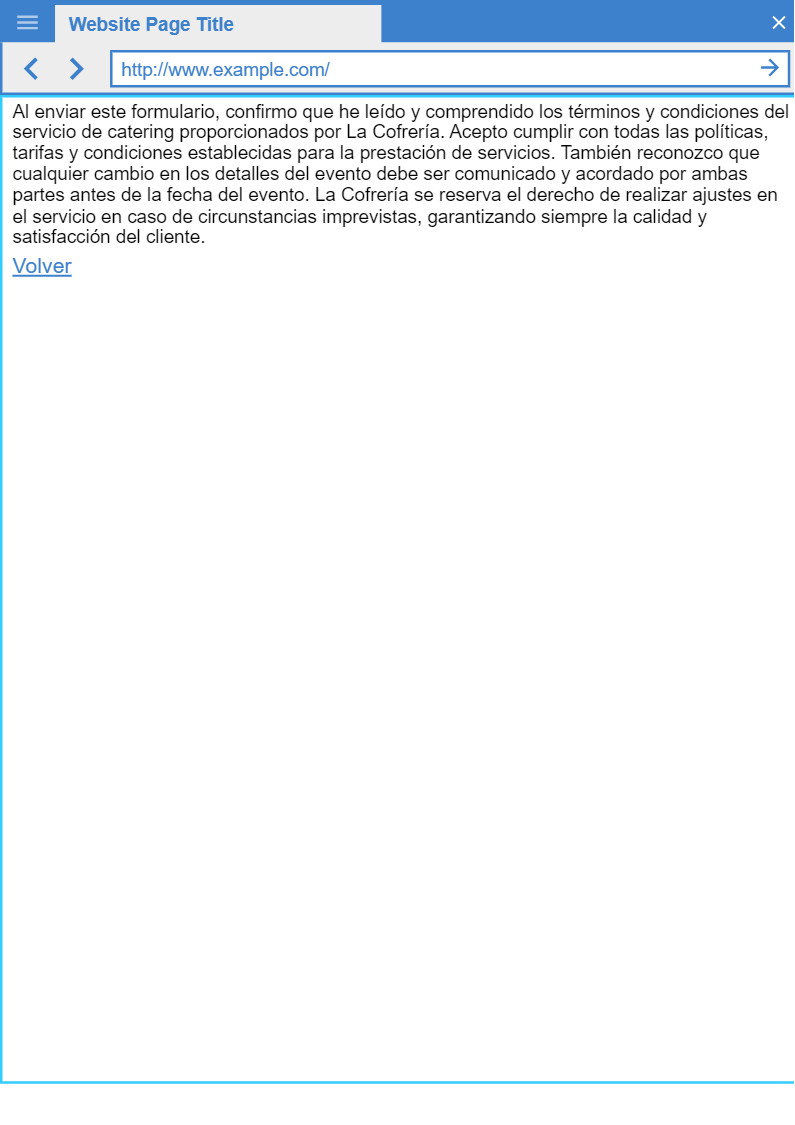 Website Page Title
http://www.example.com/
Al enviar este formulario, confirmo que he leído y comprendido los términos y condiciones del
servicio de catering proporcionados por La Cofrería. Acepto cumplir con todas las políticas,
tarifas y condiciones establecidas para la prestación de servicios. También reconozco que
cualquier cambio en los detalles del evento debe ser comunicado y acordado por ambas
partes antes de la fecha del evento. La Cofrería se reserva el derecho de realizar ajustes en
el servicio en caso de circunstancias imprevistas, garantizando siempre la calidad y
satisfacción del cliente.
Volver